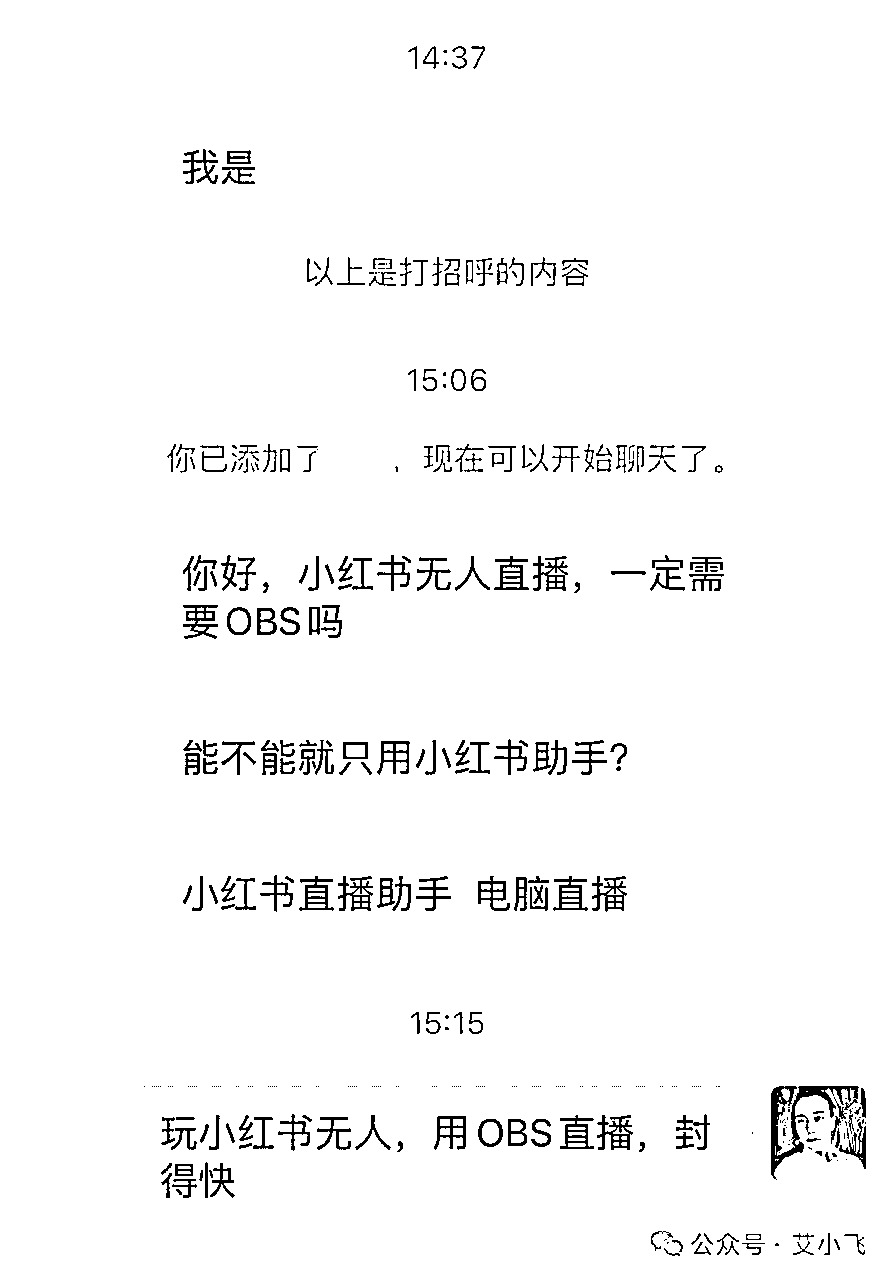 14:37
我是
以上是打招呼的内容
15:06
你已添加了 ，现在可以开始聊天了。
你好，小红书无人直播，一定需
要OBS吗
能不能就只用小红书助手？
小红书直播助手 电脑直播
15:15
玩小红书无人，用OBS直播，封
得快
公众号·艾小飞